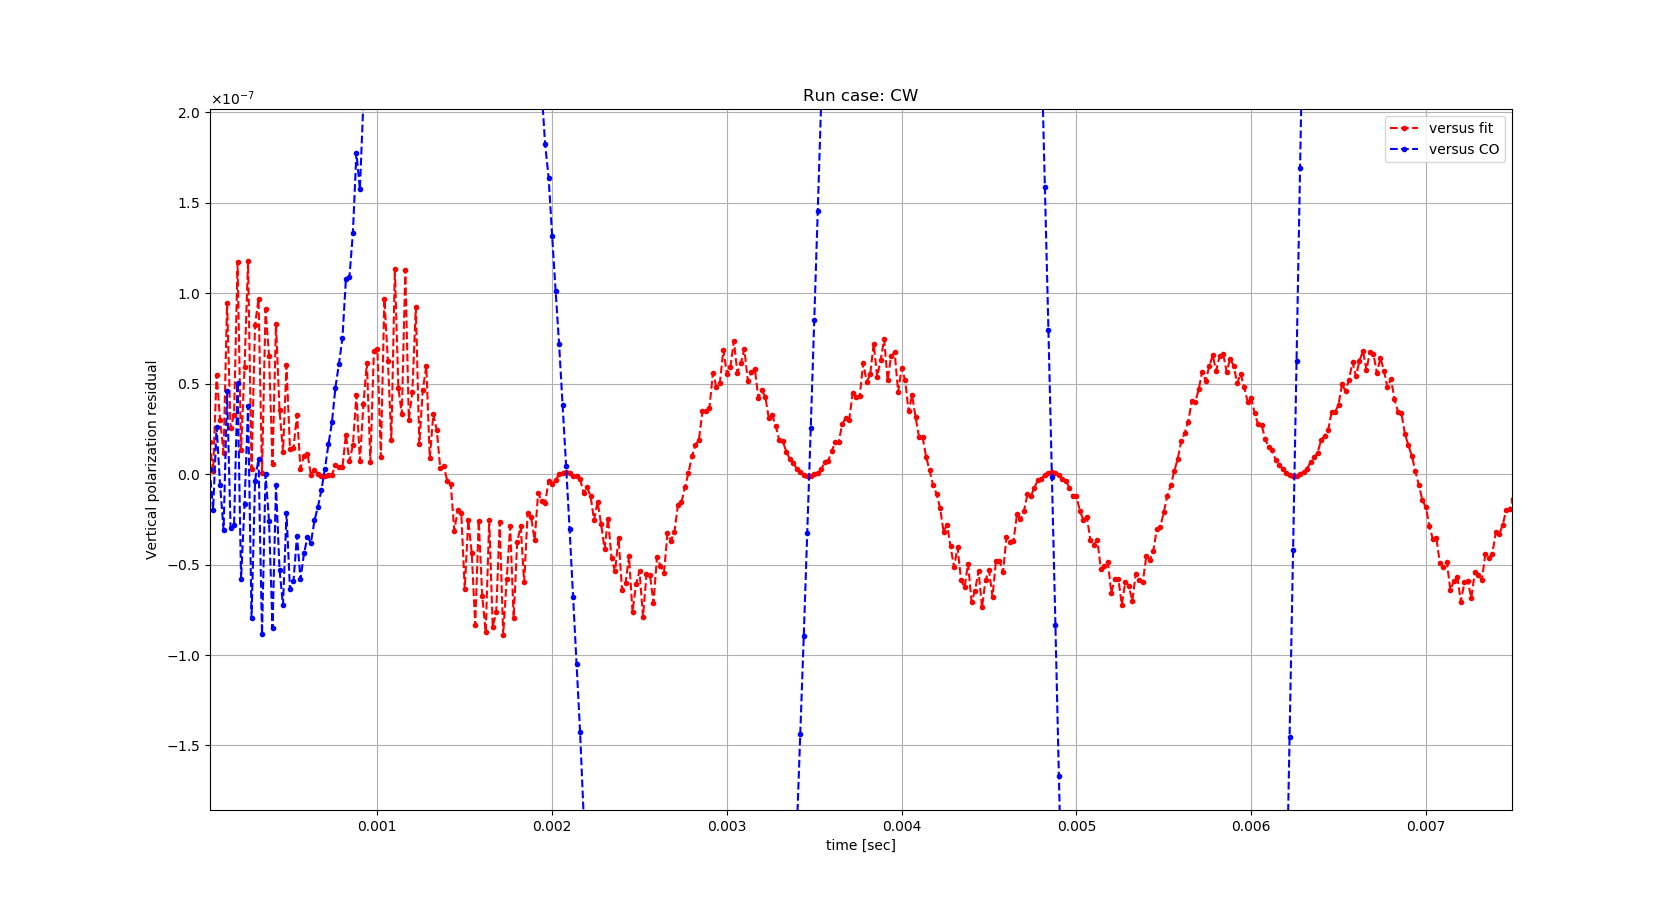 Run case: CW
×10⁻⁷
versus fit
versus CO
2.0
1.5
1.0
0.5
0.0
−0.5
−1.0
−1.5
Vertical polarization residual
0.001 0.002 0.003 0.004 0.005 0.006 0.007
time [sec]